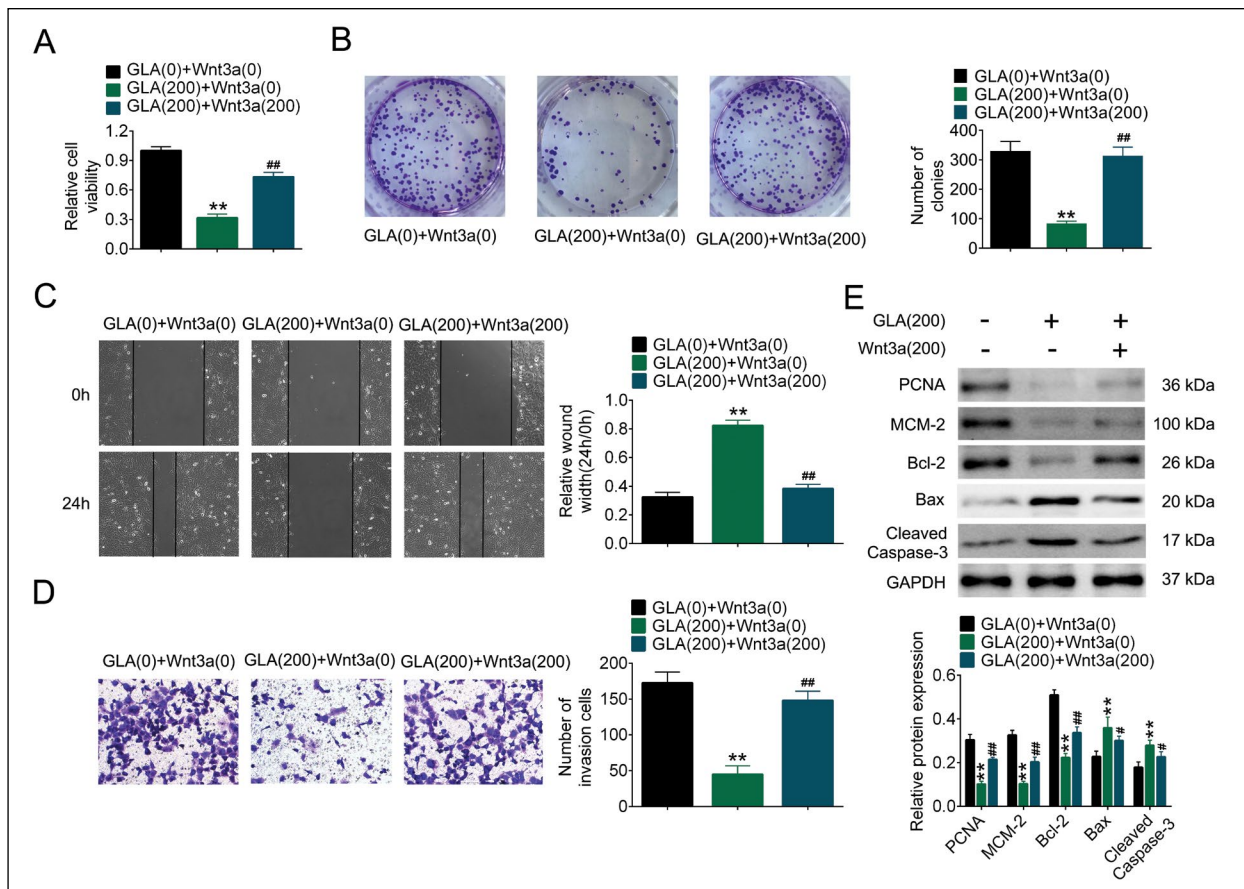 A
GLA(0)+Wnt3a(0)
GLA(200)+Wnt3a(0)
GLA(200)+Wnt3a(200)
Relative cell
viability
1.2
0.9
0.6
0.3
0.0
**
##
B
GLA(0)+Wnt3a(0)
GLA(200)+Wnt3a(0)
GLA(200)+Wnt3a(200)
GLA(0)+Wnt3a(0)
GLA(200)+Wnt3a(0)
GLA(200)+Wnt3a(200)
Number of
clonies
400
300
200
100
0
**
##
C
GLA(0)+Wnt3a(0)
GLA(200)+Wnt3a(0)
GLA(200)+Wnt3a(200)
0h
24h
GLA(0)+Wnt3a(0)
GLA(200)+Wnt3a(0)
GLA(200)+Wnt3a(200)
Relative wound
width(24h/0h)
1.0
0.8
0.6
0.4
0.2
0.0
**
##
D
GLA(0)+Wnt3a(0)
GLA(200)+Wnt3a(0)
GLA(200)+Wnt3a(200)
GLA(0)+Wnt3a(0)
GLA(200)+Wnt3a(0)
GLA(200)+Wnt3a(200)
Number of
invasion cells
200
150
100
50
0
**
##
E
GLA(200) - + +
Wnt3a(200) - - +
PCNA 36 kDa
MCM-2 100 kDa
Bcl-2 26 kDa
Bax 20 kDa
Cleaved
Caspase-3 17 kDa
GAPDH 37 kDa
GLA(0)+Wnt3a(0)
GLA(200)+Wnt3a(0)
GLA(200)+Wnt3a(200)
Relative protein expression
0.6
0.4
0.2
0.0
**
##
**
##
**
##
**
#
**
#
PCNA
MCM-2
Bcl-2
Bax
Cleaved
Caspase-3